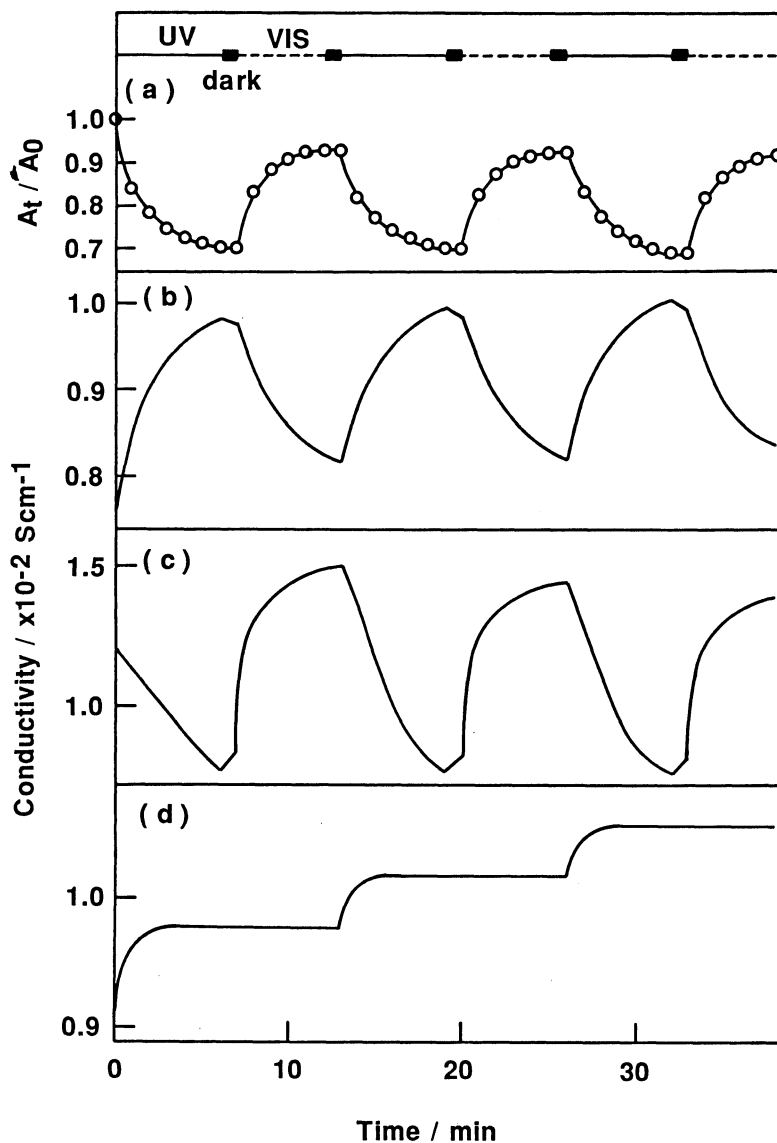 UV VIS
dark
(a)
1.0
0.9
0.8
0.7
At / A0
(b)
1.0
0.9
0.8
(c)
1.5
1.0
Conductivity / x10-2 Scm-1
(d)
1.0
0.9
0 10 20 30
Time / min